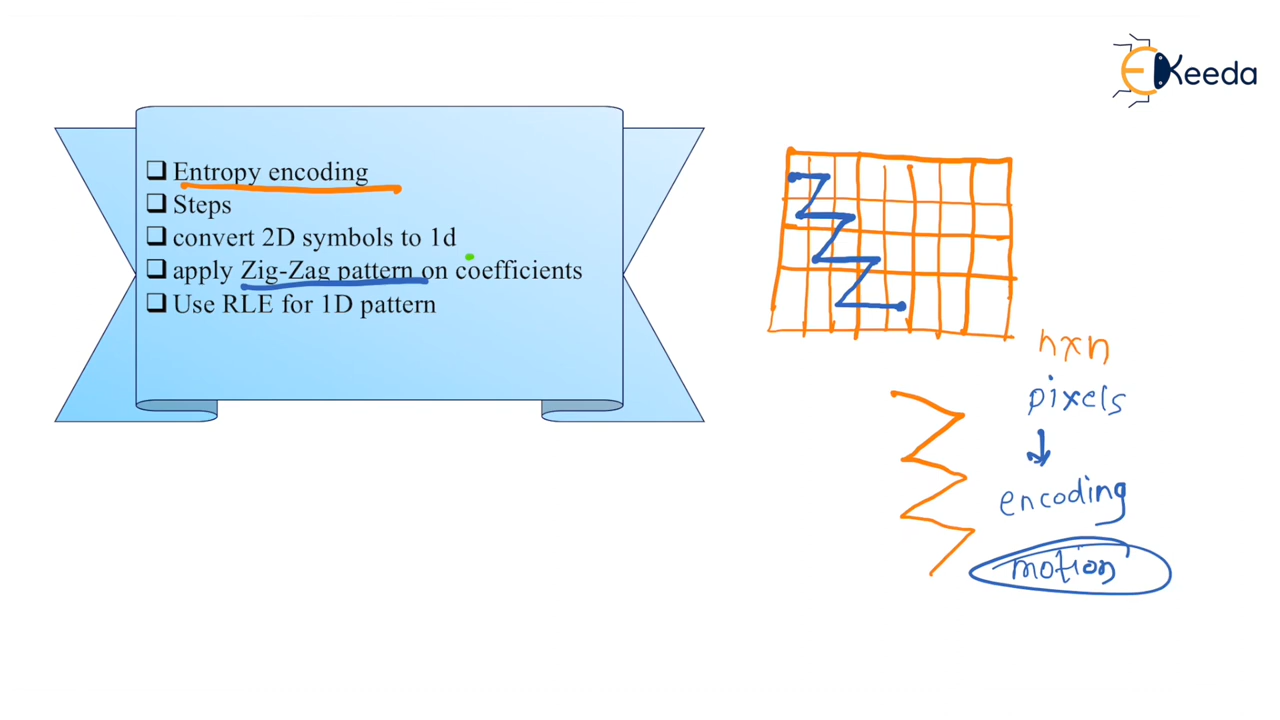 EKeeda
❑ Entropy encoding
❑ Steps
❑ convert 2D symbols to 1d
❑ apply Zig-Zag pattern on coefficients
❑ Use RLE for 1D pattern
nxn
pixels
↓
encoding
motion